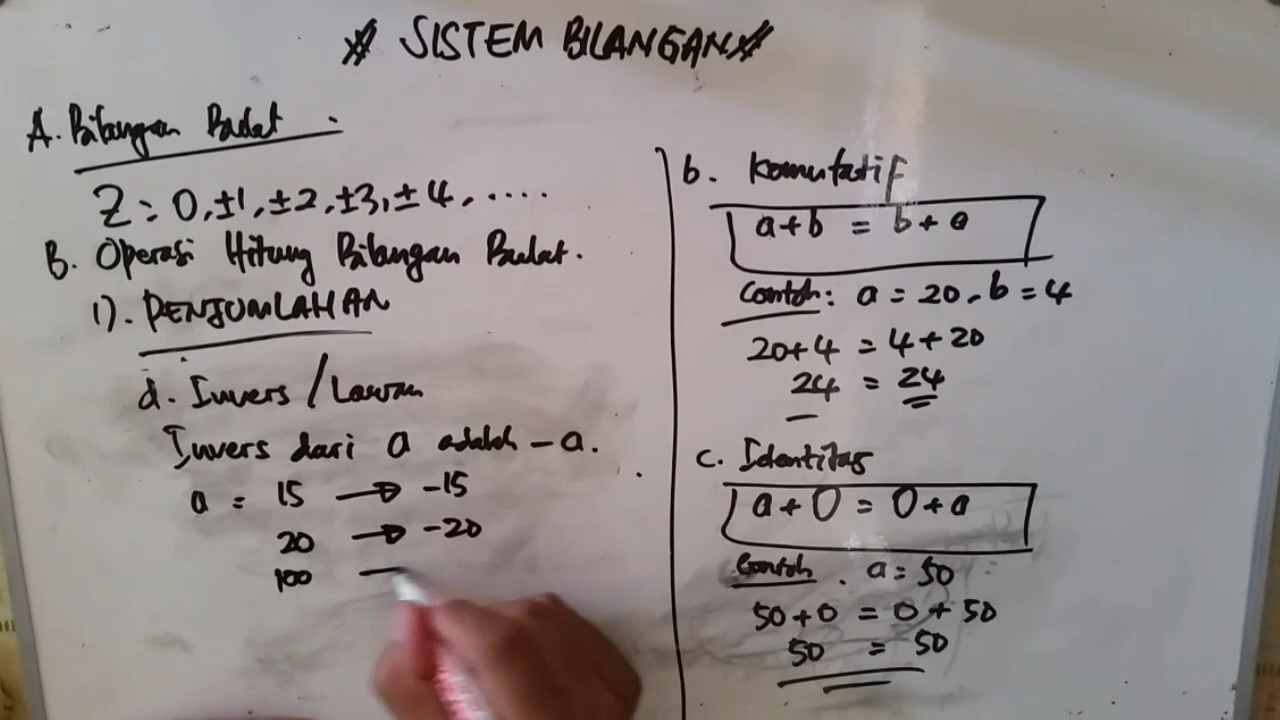 SISTEM BILANGAN
A. Bilangan Bulat.
Z = 0, ±1, ±2, ±3, ±4, ....
B. Operasi Hitung Bilangan Bulat.
1). PENJUMLAHAN
d. Invers / Lawan
Invers dari a adalah -a.
a = 15 → -15
20 → -20
100 —
b. Komutatif
a + b = b + a
Contoh: a = 20, b = 4
20+4 = 4+20
24 = 24
c. Identitas
a + 0 = 0 + a
Contoh. a = 50
50+0 = 0 + 50
50 = 50